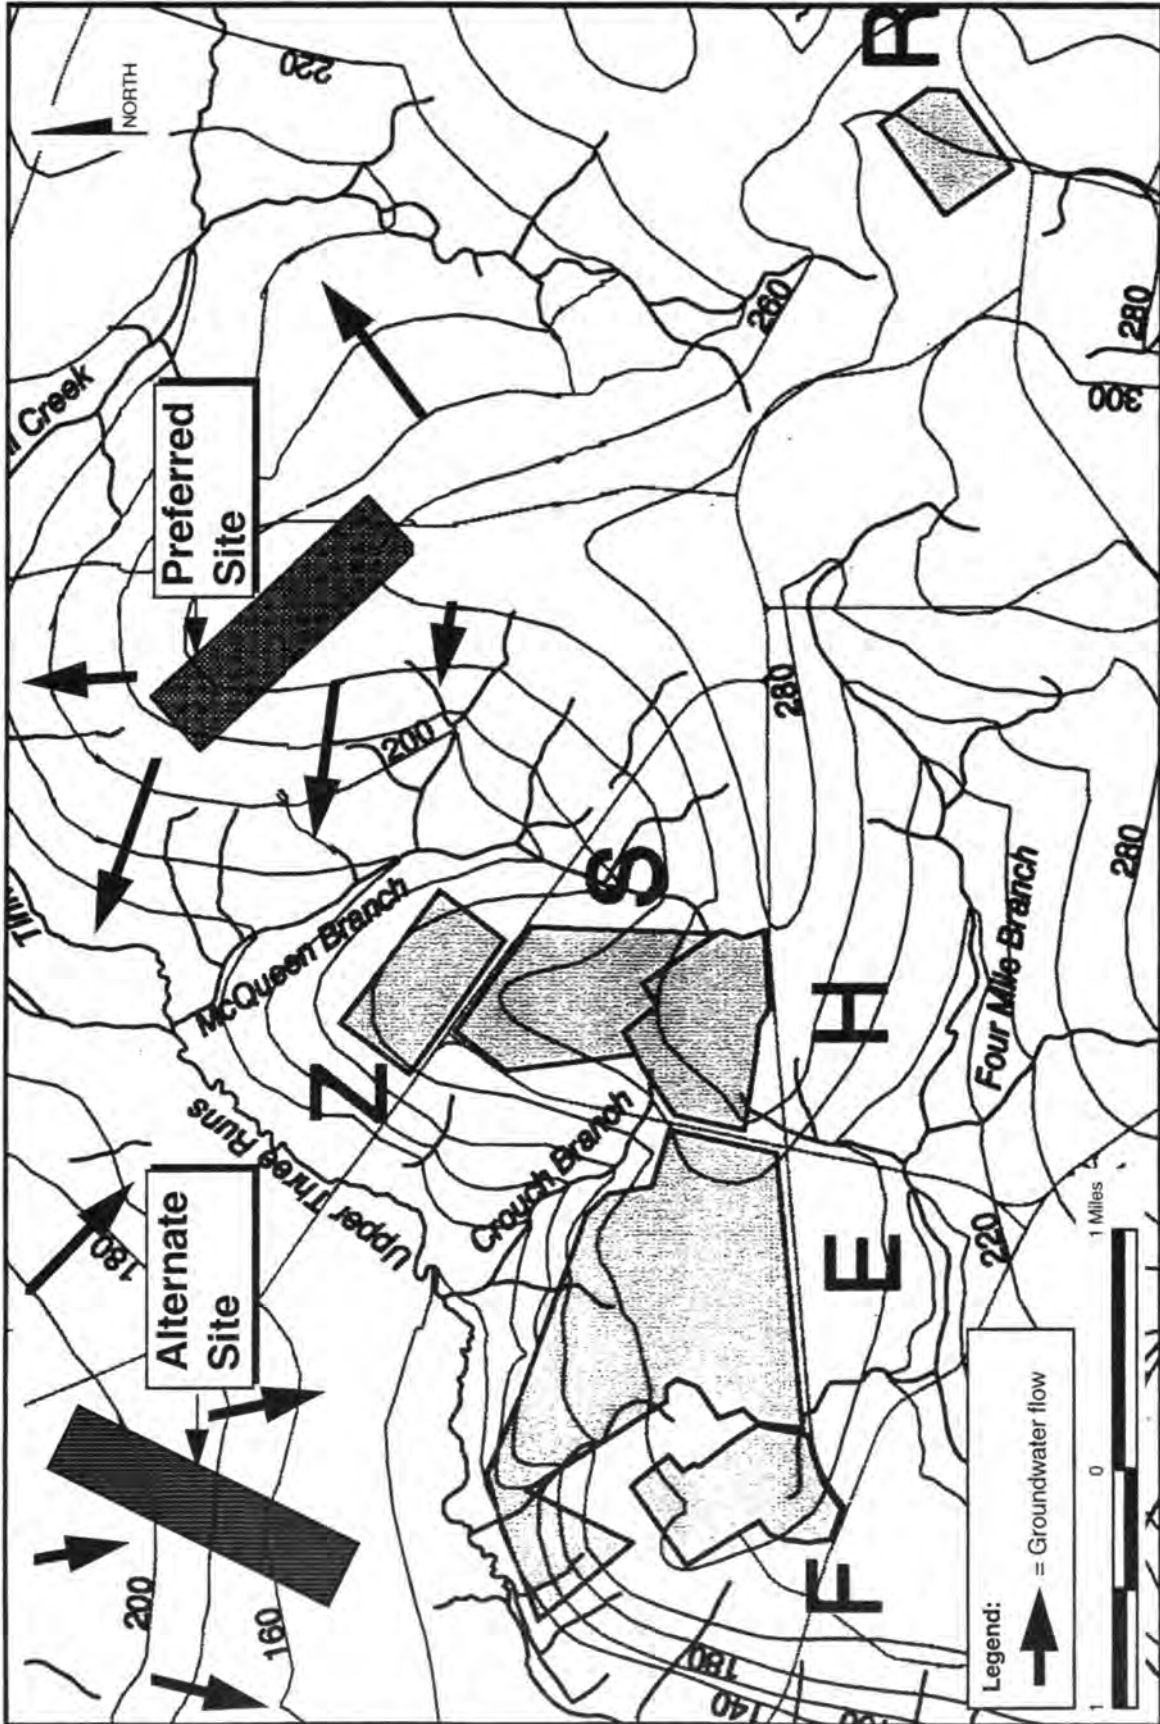 NORTH
220
Creek
Preferred
Site
Alternate
Site
180
200
160
200
McQueen Branch
Upper Three Runs
Crouch Branch
Z
S
H
E
F
R
260
280
300
280
280
Four Mile Branch
220
180
140
Legend:
= Groundwater flow
1 0 1 Miles